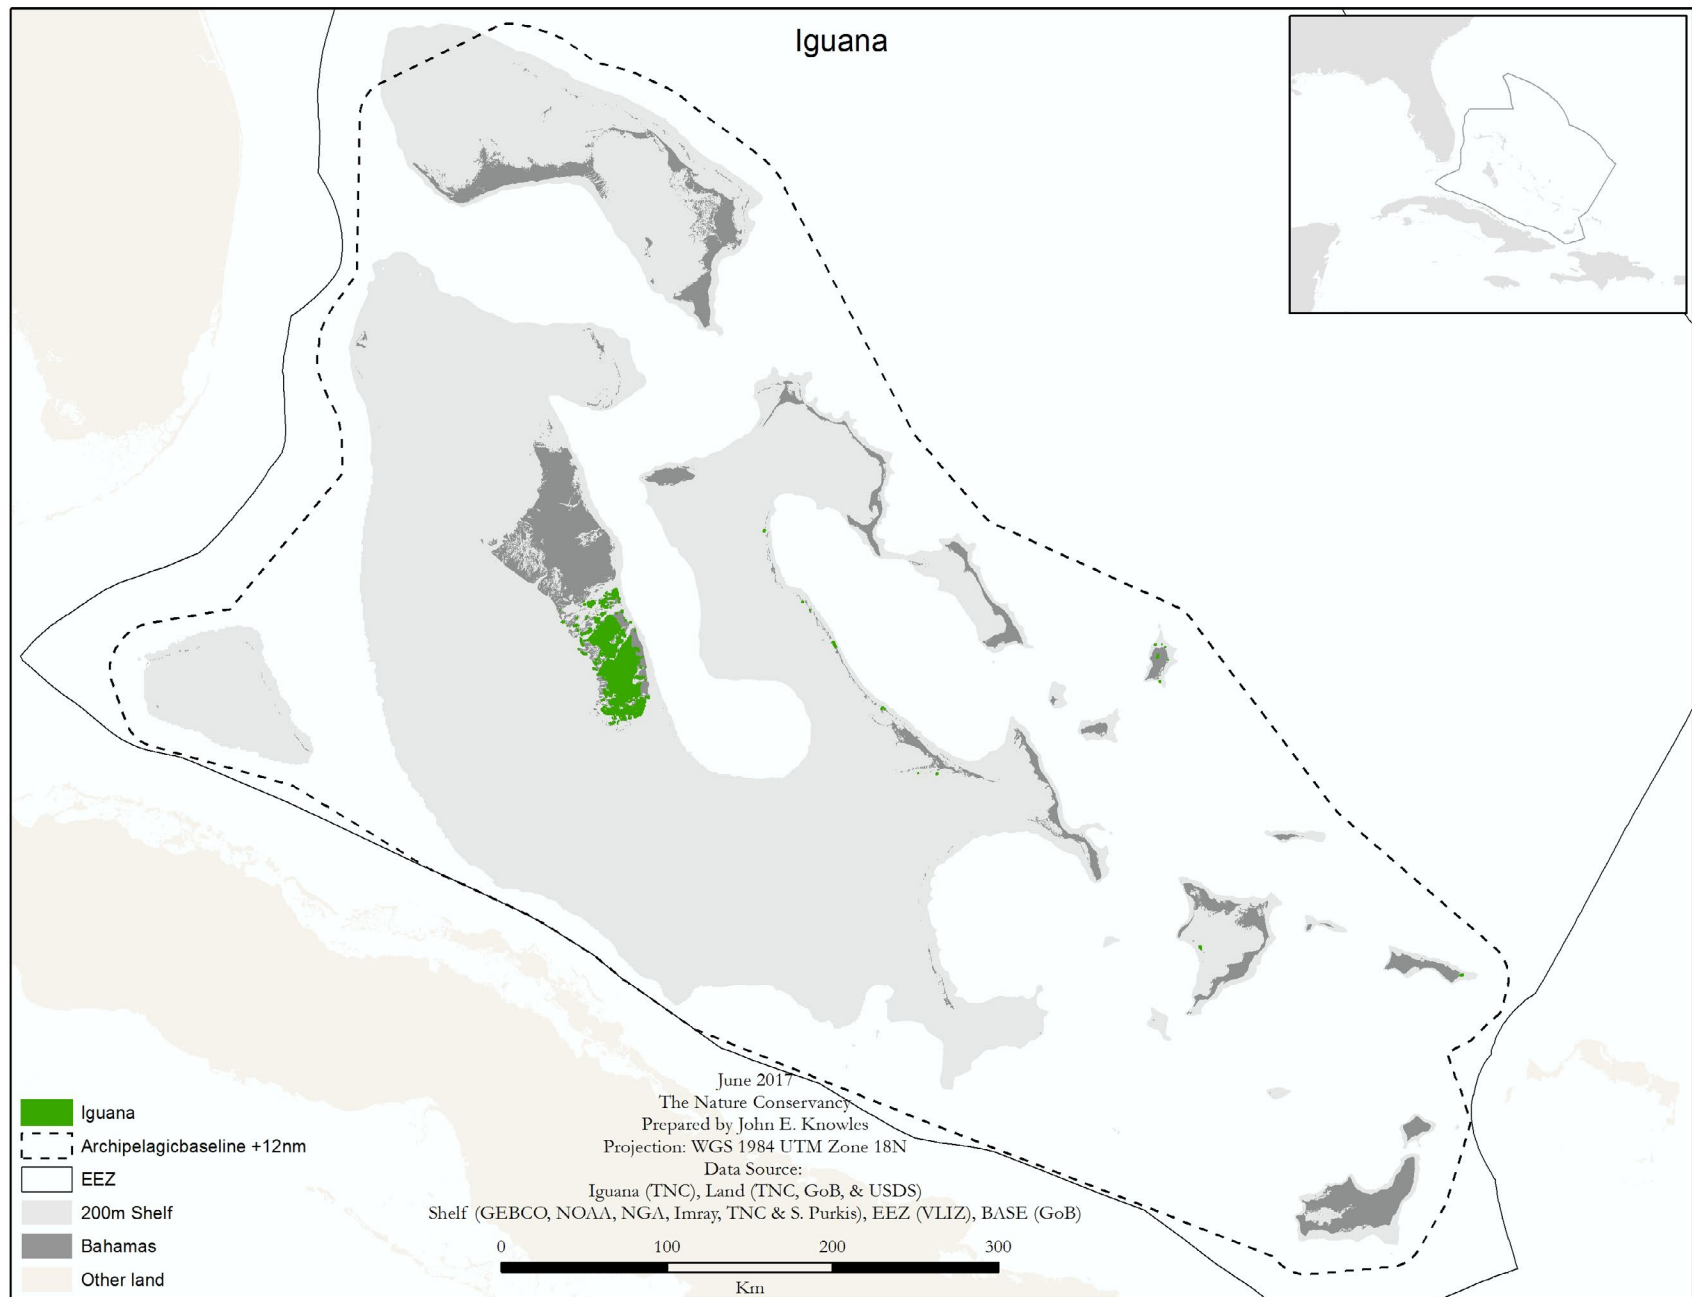 Iguana
Iguana
Archipelagicbaseline +12nm
EEZ
200m Shelf
Bahamas
Other land
June 2017
The Nature Conservancy
Prepared by John E. Knowles
Projection: WGS 1984 UTM Zone 18N
Data Source:
Iguana (TNC), Land (TNC, GoB, & USDS)
Shelf (GEBCO, NOAA, NGA, Imray, TNC & S. Purkis), EEZ (VLIZ), BASE (GoB)
0 100 200 300
Km